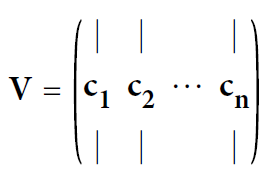 | | |
V = ( c₁ c₂ ⋯ cₙ )
| | |